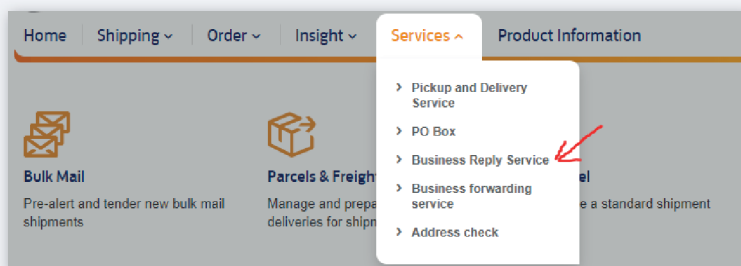 Home Shipping Order Insight Services Product Information
Pickup and Delivery
Service
PO Box
Business Reply Service
Business forwarding
service
Address check
Bulk Mail
Pre-alert and tender new bulk mail
shipments
Parcels & Freigh
Manage and prepa
deliveries for shipn
el
e a standard shipment